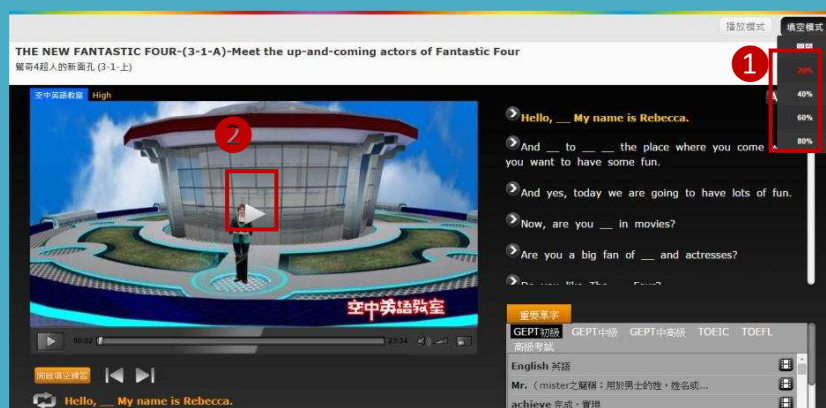 播放模式
填空模式
THE NEW FANTASTIC FOUR-(3-1-A)-Meet the up-and-coming actors of Fantastic Four
驚奇4超人的新面孔 (3-1-上)
1
關閉
20%
40%
60%
80%
空中英語教室 High
2
空中英語教室
Hello, __ My name is Rebecca.
And __ to __ __ the place where you come
you want to have some fun.
And yes, today we are going to have lots of fun.
Now, are you __ in movies?
Are you a big fan of __ and actresses?
00:02
23:34
開啟填空練習
Hello, __ My name is Rebecca.
重要單字
GEPT初級 GEPT中級 GEPT中高級 TOEIC TOEFL
高級考試
English 英語
Mr. (mister之簡稱；用於男士的姓，姓名或...
achieve 完成，實現